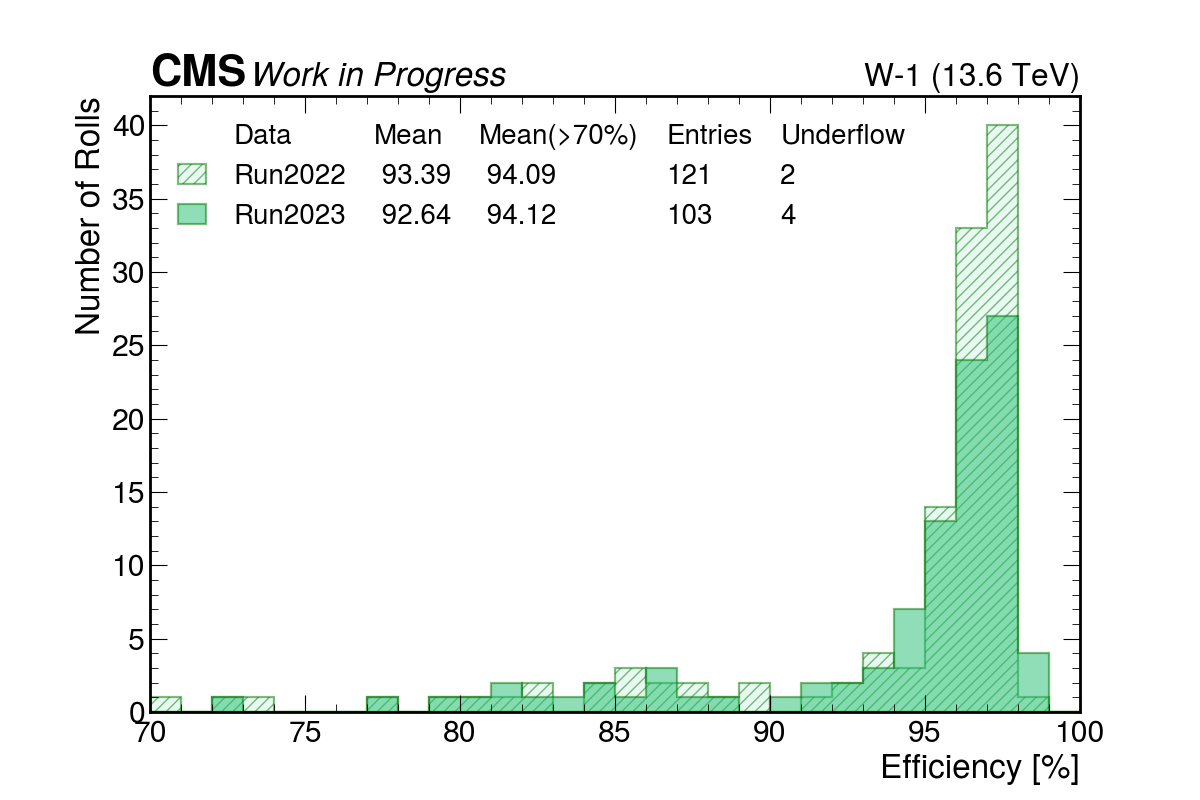 CMS Work in Progress W-1 (13.6 TeV)
Number of Rolls
Data Mean Mean(>70%) Entries Underflow
Run2022 93.39 94.09 121 2
Run2023 92.64 94.12 103 4
40
35
30
25
20
15
10
5
0
70 75 80 85 90 95 100
Efficiency [%]